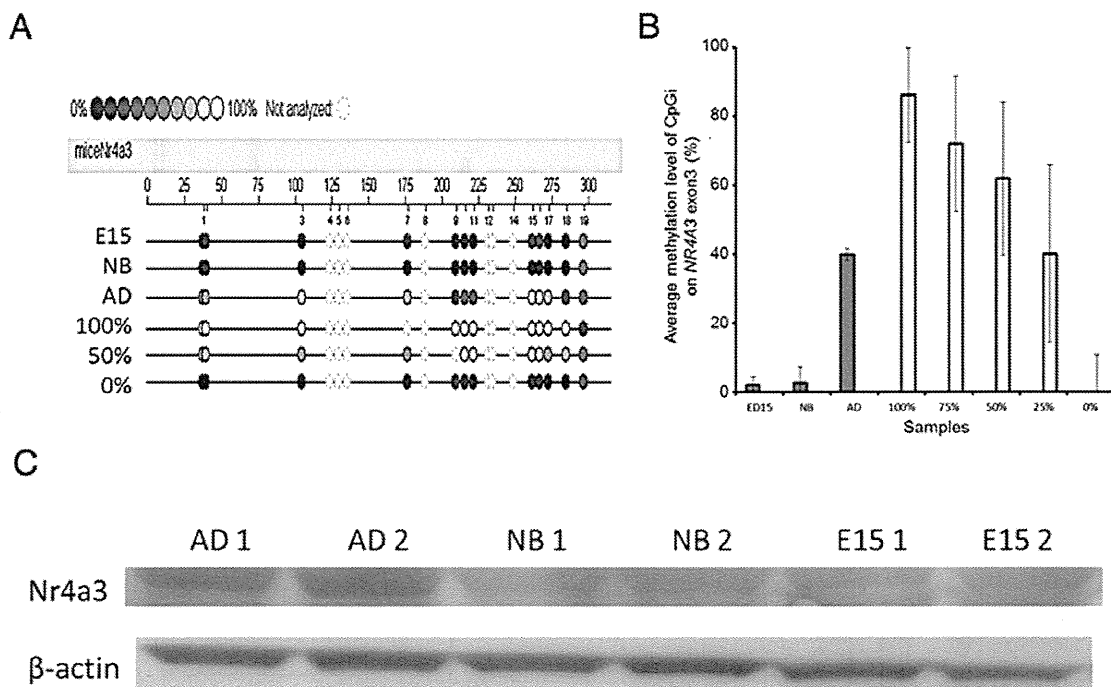 A
0% 100% Not analyzed:
miceNr4a3
0 25 50 75 100 125 150 175 200 225 250 275 300
1 3 4 5 6 7 8 9 11 12 14 15 17 18 19
E15
NB
AD
100%
50%
0%
B
Average methylation level of CpGi
on NR4A3 exon3 (%)
100
80
60
40
20
0
ED15 NB AD 100% 75% 50% 25% 0%
Samples
C
AD 1 AD 2 NB 1 NB 2 E15 1 E15 2
Nr4a3
β-actin